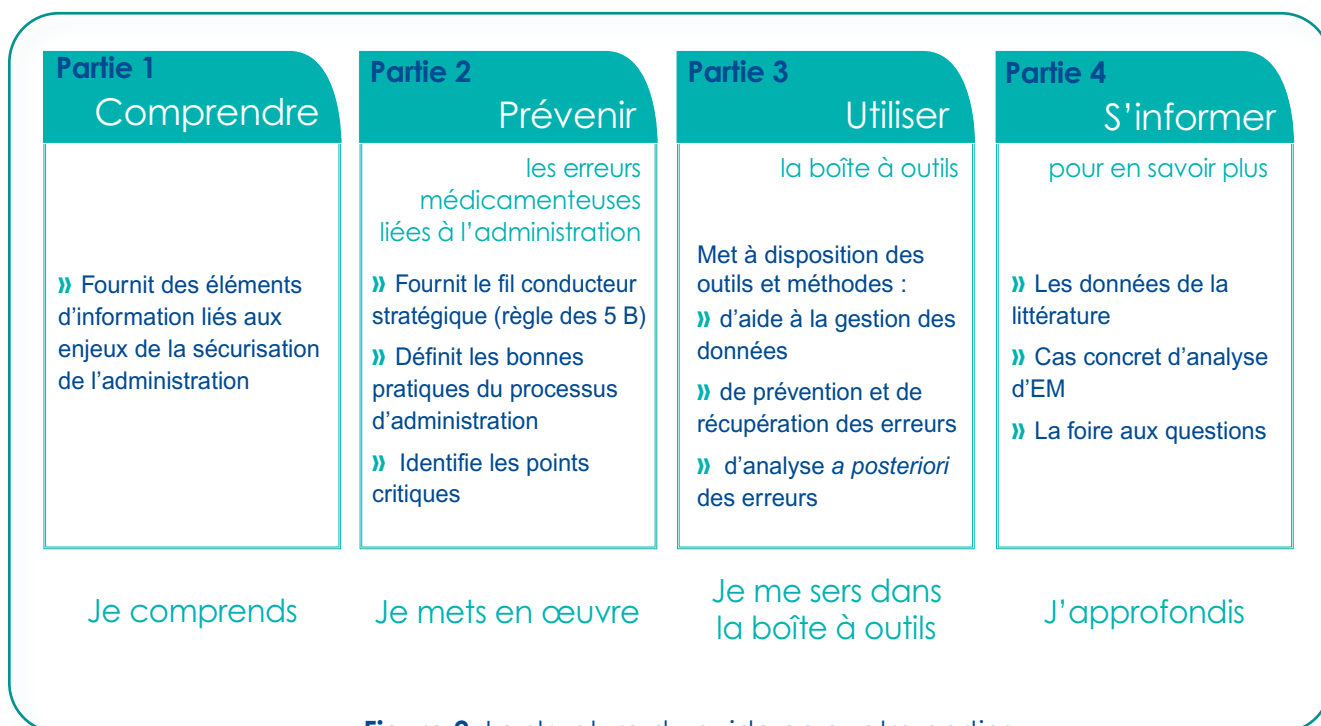 Partie 1
Comprendre
» Fournit des éléments
d’information liés aux
enjeux de la sécurisation
de l’administration
Je comprends
Partie 2
Prévenir
les erreurs
médicamenteuses
liées à l’administration
» Fournit le fil conducteur
stratégique (règle des 5 B)
» Définit les bonnes
pratiques du processus
d’administration
» Identifie les points
critiques
Je mets en œuvre
Partie 3
Utiliser
la boîte à outils
Met à disposition des
outils et méthodes :
» d’aide à la gestion des
données
» de prévention et de
récupération des erreurs
» d’analyse a posteriori
des erreurs
Je me sers dans
la boîte à outils
Partie 4
S’informer
pour en savoir plus
» Les données de la
littérature
» Cas concret d’analyse
d’EM
» La foire aux questions
J’approfondis